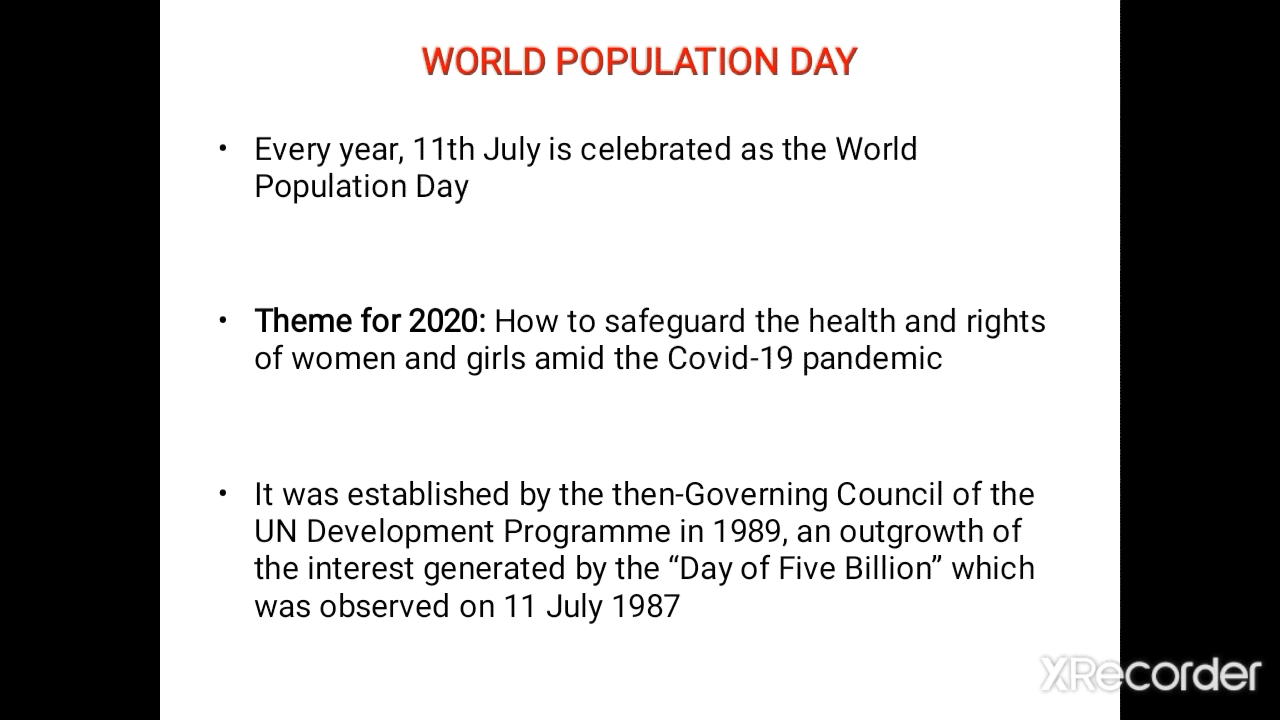 WORLD POPULATION DAY
• Every year, 11th July is celebrated as the World
Population Day
• Theme for 2020: How to safeguard the health and rights
of women and girls amid the Covid-19 pandemic
• It was established by the then-Governing Council of the
UN Development Programme in 1989, an outgrowth of
the interest generated by the “Day of Five Billion” which
was observed on 11 July 1987
XRecorder